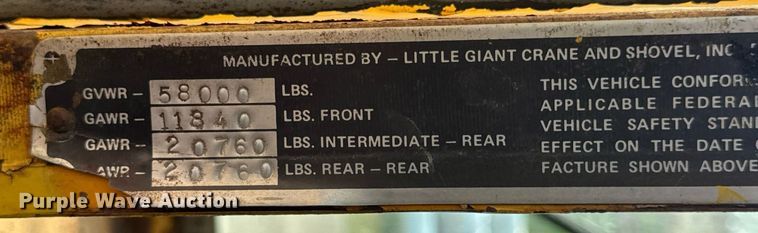 MANUFACTURED BY – LITTLE GIANT CRANE AND SHOVEL, INC
GVWR – 58000 LBS.
GAWR – 11840 LBS. FRONT
GAWR – 20760 LBS. INTERMEDIATE – REAR
AWR – 20760 LBS. REAR – REAR
THIS VEHICLE CONFOR
APPLICABLE FEDERA
VEHICLE SAFETY STAN
EFFECT ON THE DATE
FACTURE SHOWN ABOVE
Purple Wave Auction